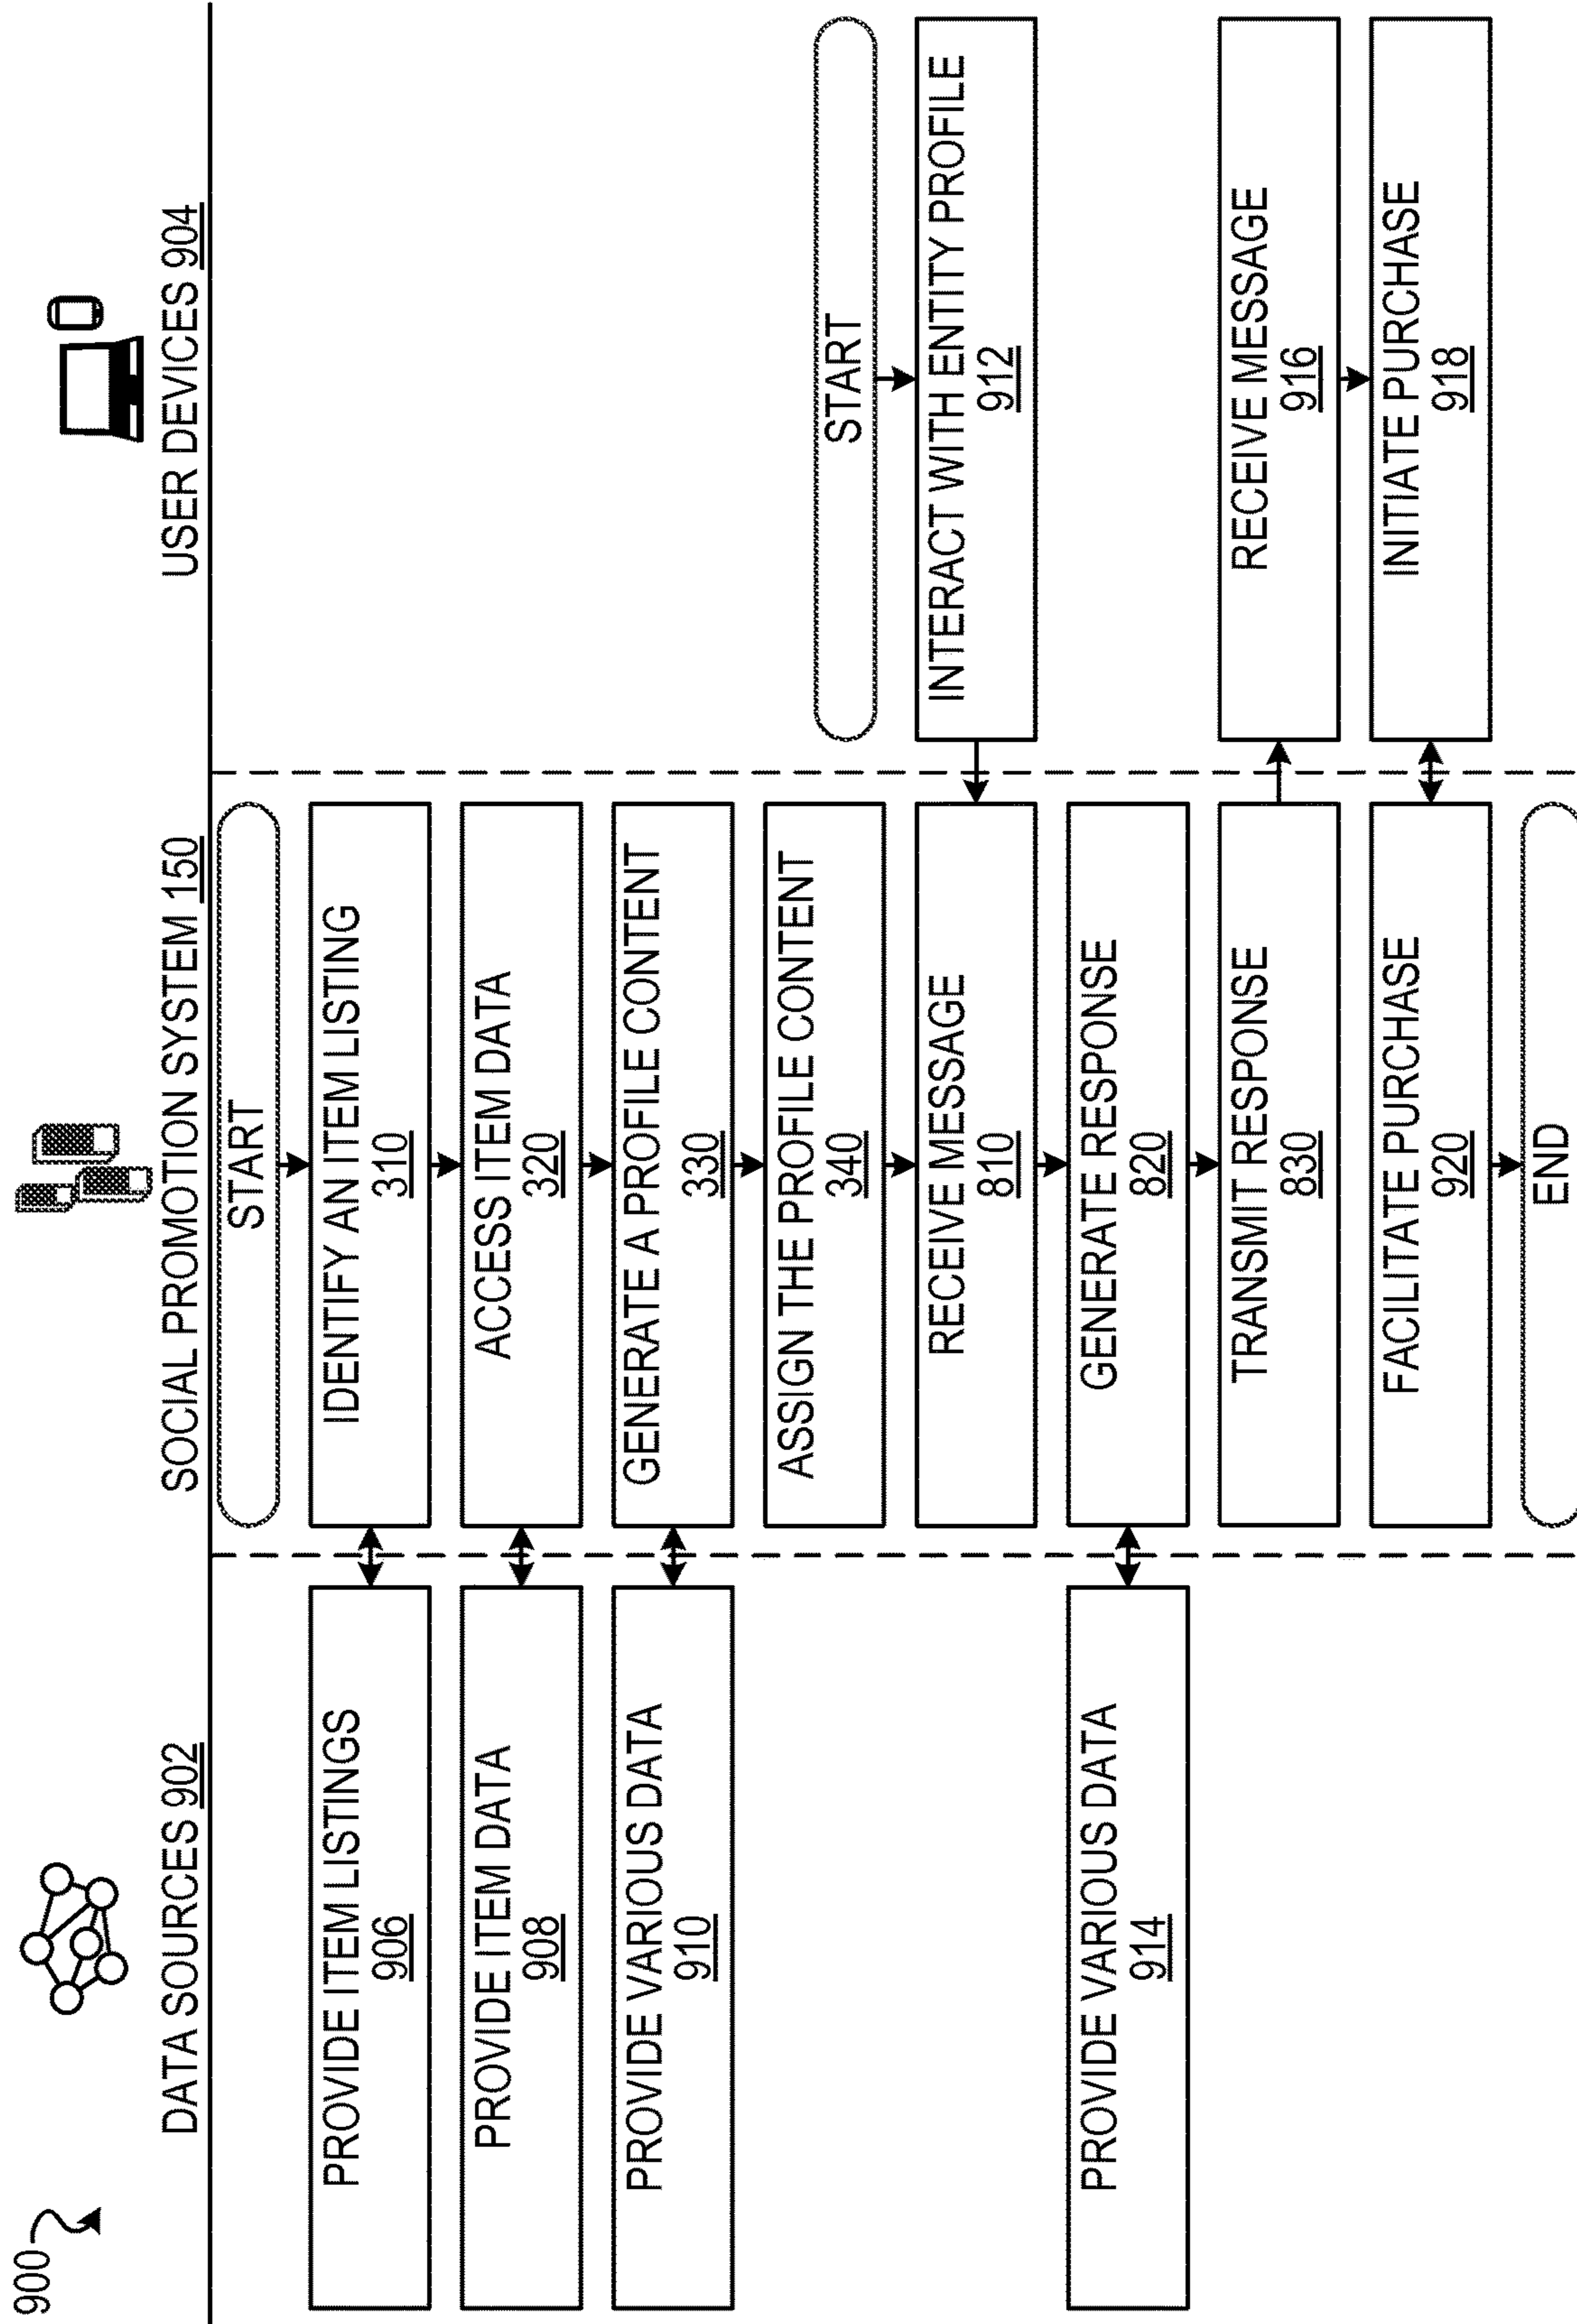 900
DATA SOURCES 902
SOCIAL PROMOTION SYSTEM 150
USER DEVICES 904
START
PROVIDE ITEM LISTINGS
906
IDENTIFY AN ITEM LISTING
310
PROVIDE ITEM DATA
908
ACCESS ITEM DATA
320
PROVIDE VARIOUS DATA
910
GENERATE A PROFILE CONTENT
330
ASSIGN THE PROFILE CONTENT
340
START
RECEIVE MESSAGE
810
INTERACT WITH ENTITY PROFILE
912
PROVIDE VARIOUS DATA
914
GENERATE RESPONSE
820
TRANSMIT RESPONSE
830
RECEIVE MESSAGE
916
FACILITATE PURCHASE
920
INITIATE PURCHASE
918
END